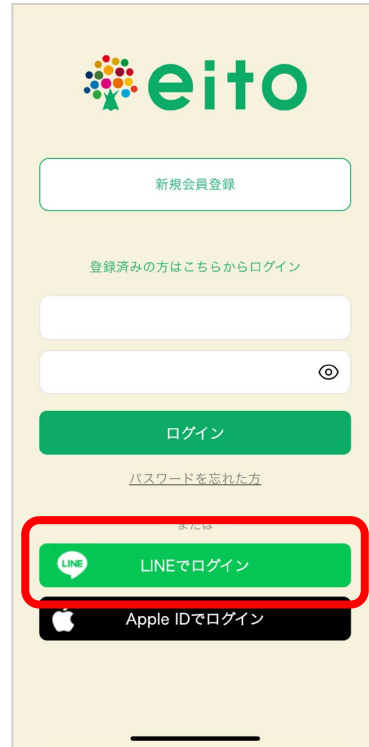 eito
新規会員登録
登録済みの方はこちらからログイン
ログイン
パスワードを忘れた方
または
LINE
LINEでログイン
Apple IDでログイン